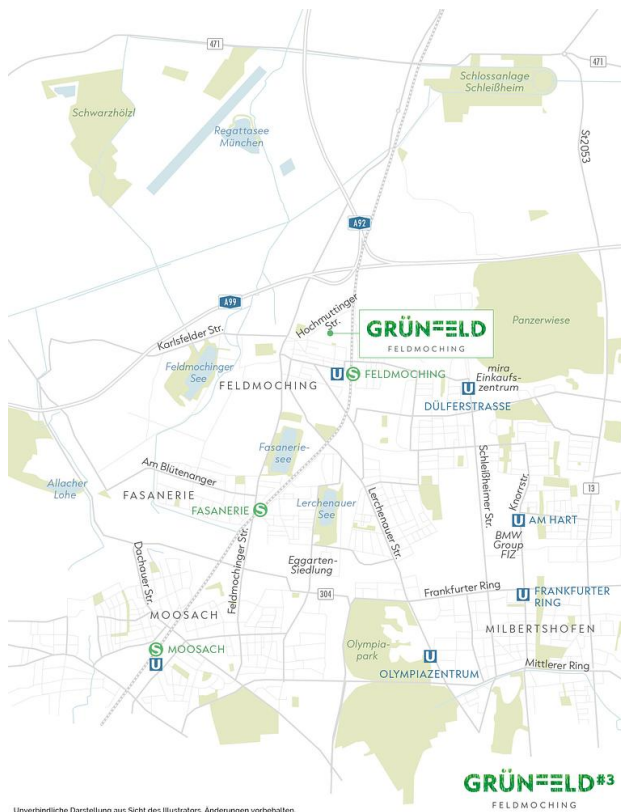 471
471
Schlossanlage
Schleißheim
Schwarzhölzl
Regattasee
München
St2053
A92
A99
Hochmuttinger
Str.
Karlsfelder Str.
GRÜNFELD
FELDMOCHING
Panzerwiese
Feldmochinger
See
FELDMOCHING
U S FELDMOCHING
mira
Einkaufs-
zentrum
U
DÜLFERSTRASSE
Fasanerie-
see
Am Blütenanger
Allacher
Lohe
FASANERIE
FASANERIE S
Lerchenauer
See
Lerchenauer Str.
Schleißheimer Str.
Knorrstr.
13
U AM HART
BMW
Group
FIZ
Dachauer Str.
Feldmochinger Str.
Eggarten-
Siedlung
304
Frankfurter Ring
U FRANKFURTER
RING
MOOSACH
MILBERTSHOFEN
S MOOSACH
U
Olympia-
park
U
OLYMPIAZENTRUM
Mittlerer Ring
GRÜNFELD#3
FELDMOCHING
Unverbindliche Darstellung aus Sicht des Illustrators. Änderungen vorbehalten.